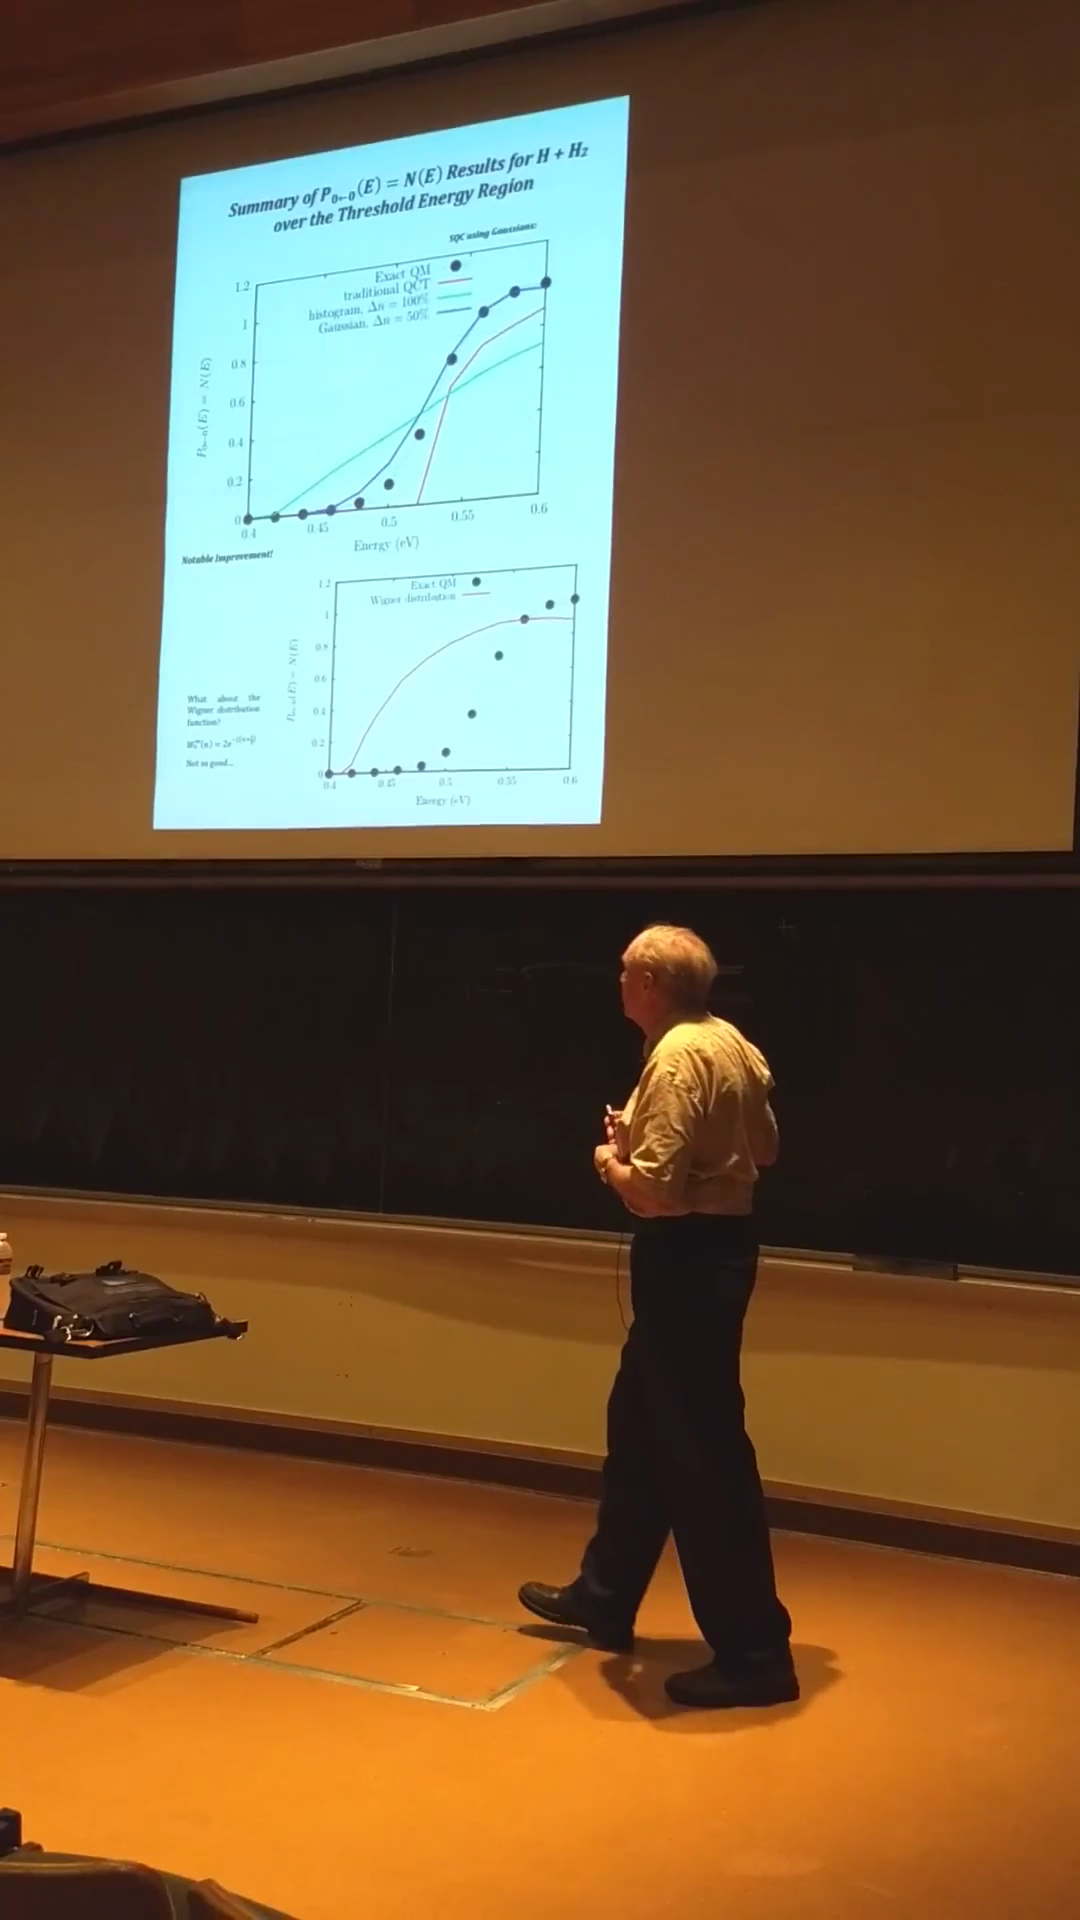 Summary of P₀←₀(E) = N(E) Results for H + H₂
over the Threshold Energy Region
SQC using Gaussians:
Exact QM
traditional QCT
histogram, Δn = 100%
Gaussian, Δn = 50%
1.2
1
0.8
0.6
0.4
0.2
0
P₀←₀(E) = N(E)
0.4 0.45 0.5 0.55 0.6
Energy (eV)
Notable Improvement!
Exact QM
Wigner distribution
1.2
1
0.8
0.6
0.4
0.2
0
P₀←₀(E) = N(E)
0.4 0.45 0.5 0.55 0.6
Energy (eV)
What about the
Wigner distribution
function?
Not so good...